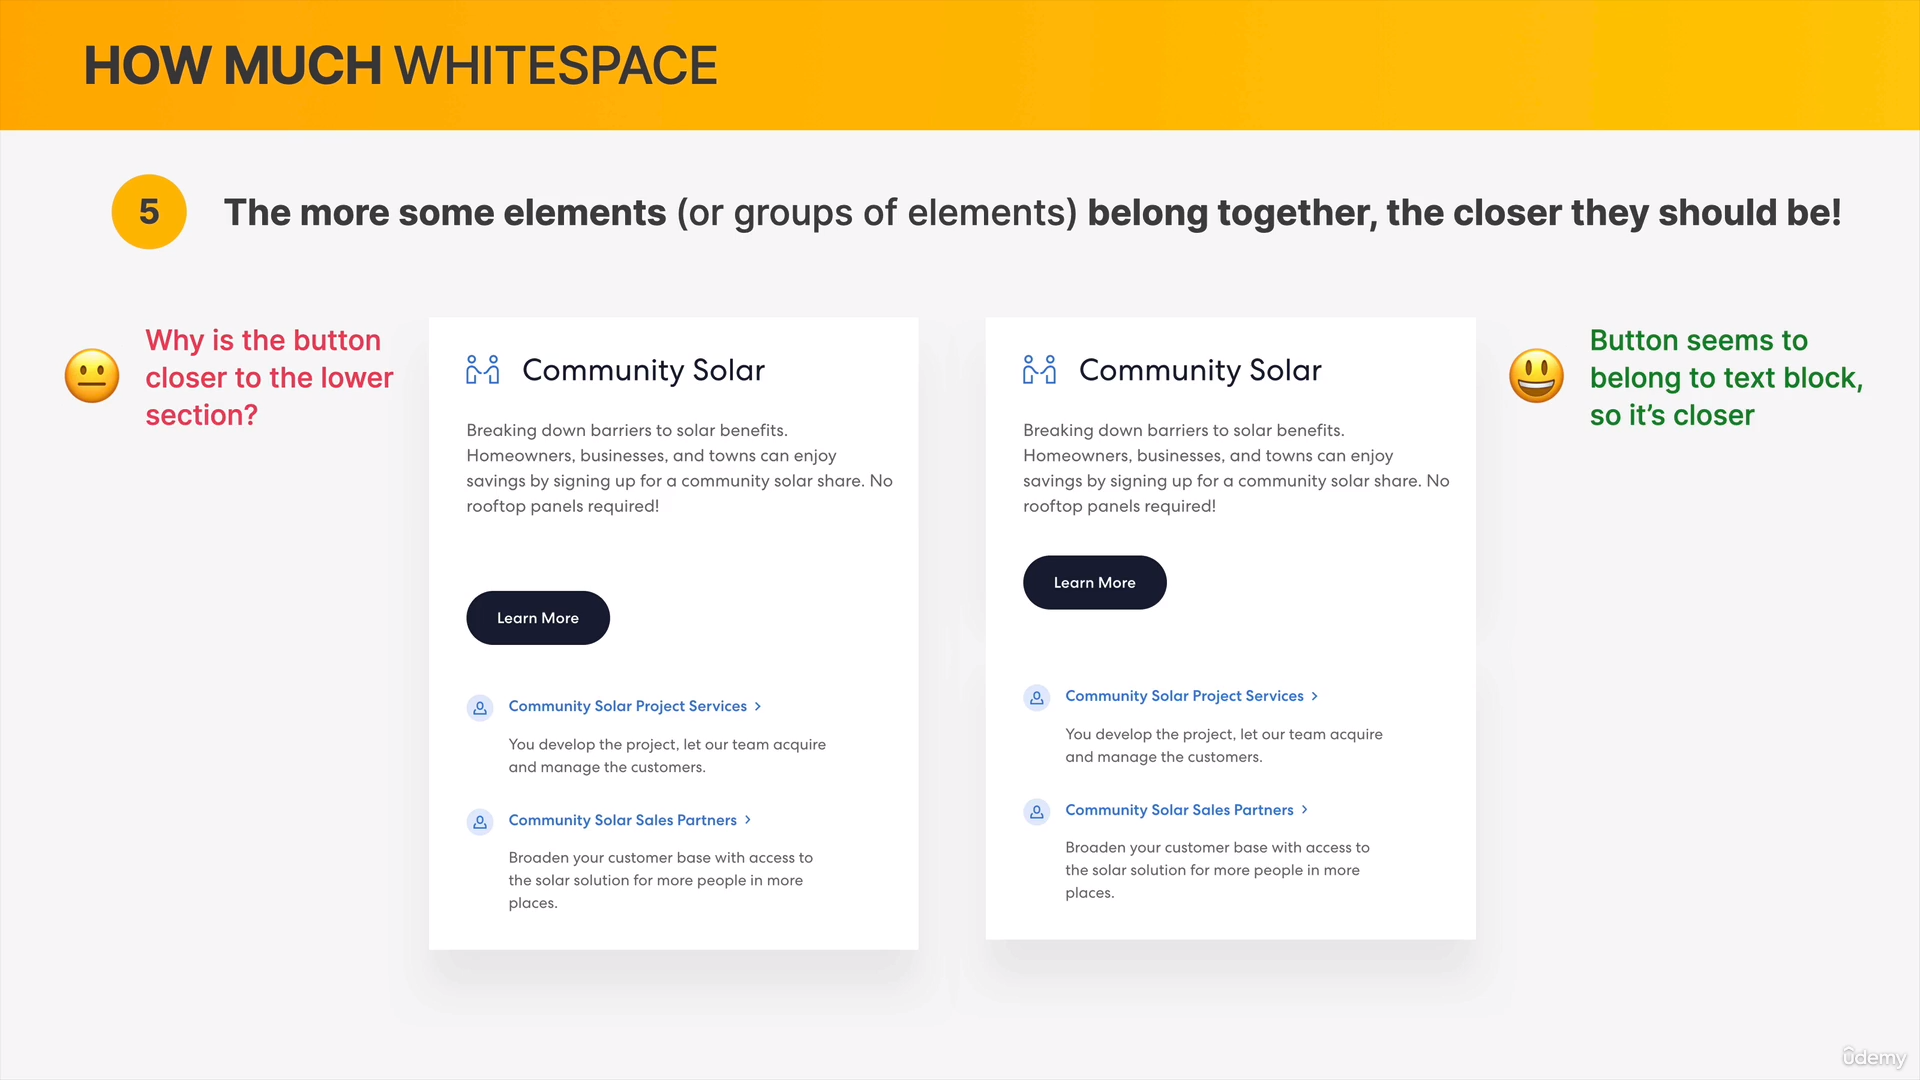 HOW MUCH WHITESPACE
5
The more some elements (or groups of elements) belong together, the closer they should be!
Why is the button
closer to the lower
section?
Community Solar
Breaking down barriers to solar benefits.
Homeowners, businesses, and towns can enjoy
savings by signing up for a community solar share. No
rooftop panels required!
Learn More
Community Solar Project Services
You develop the project, let our team acquire
and manage the customers.
Community Solar Sales Partners
Broaden your customer base with access to
the solar solution for more people in more
places.
Community Solar
Breaking down barriers to solar benefits.
Homeowners, businesses, and towns can enjoy
savings by signing up for a community solar share. No
rooftop panels required!
Learn More
Community Solar Project Services
You develop the project, let our team acquire
and manage the customers.
Community Solar Sales Partners
Broaden your customer base with access to
the solar solution for more people in more
places.
Button seems to
belong to text block,
so it’s closer
ûdemy